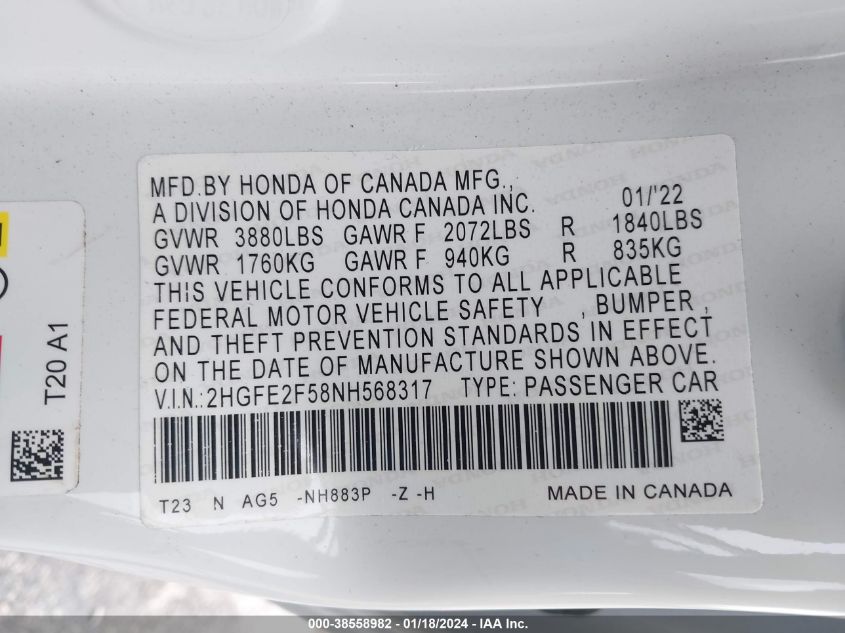 MFD.BY HONDA OF CANADA MFG.,
A DIVISION OF HONDA CANADA INC. 01/'22
GVWR 3880LBS GAWR F 2072LBS R 1840LBS
GVWR 1760KG GAWR F 940KG R 835KG
THIS VEHICLE CONFORMS TO ALL APPLICABLE
FEDERAL MOTOR VEHICLE SAFETY , BUMPER ,
AND THEFT PREVENTION STANDARDS IN EFFECT
ON THE DATE OF MANUFACTURE SHOWN ABOVE.
V.I.N.:2HGFE2F58NH568317 TYPE: PASSENGER CAR
T23 N AG5 -NH883P -Z -H MADE IN CANADA
T20 A1
000-38558982 - 01/18/2024 - IAA Inc.